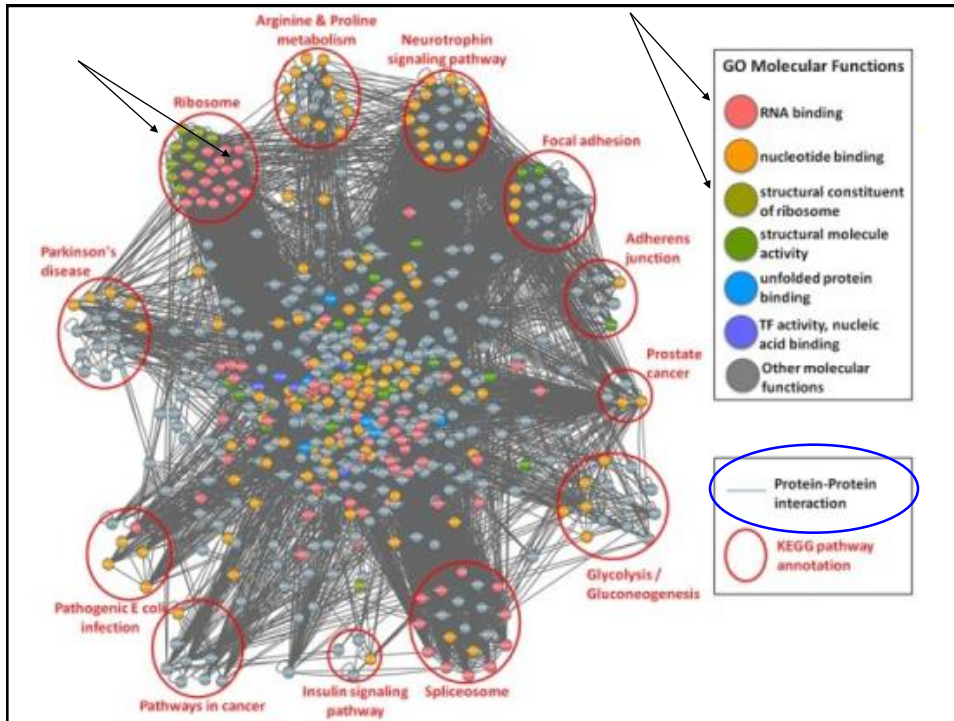 Arginine & Proline
metabolism
Neurotrophin
signaling pathway
Ribosome
Focal adhesion
Parkinson's
disease
Adherens
junction
Prostate
cancer
Glycolysis /
Gluconeogenesis
Pathogenic E coli
infection
Pathways in cancer
Insulin signaling
pathway
Spliceosome
GO Molecular Functions
RNA binding
nucleotide binding
structural constituent
of ribosome
structural molecule
activity
unfolded protein
binding
TF activity, nucleic
acid binding
Other molecular
functions
Protein-Protein
interaction
KEGG pathway
annotation